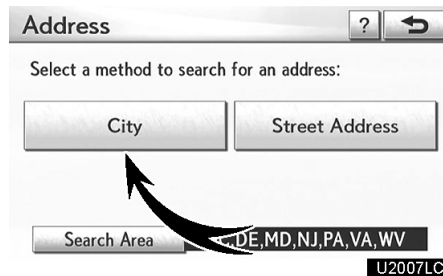 Address ?
Select a method to search for an address:
City Street Address
Search Area C,DE,MD,NJ,PA,VA,WV
U2007LC